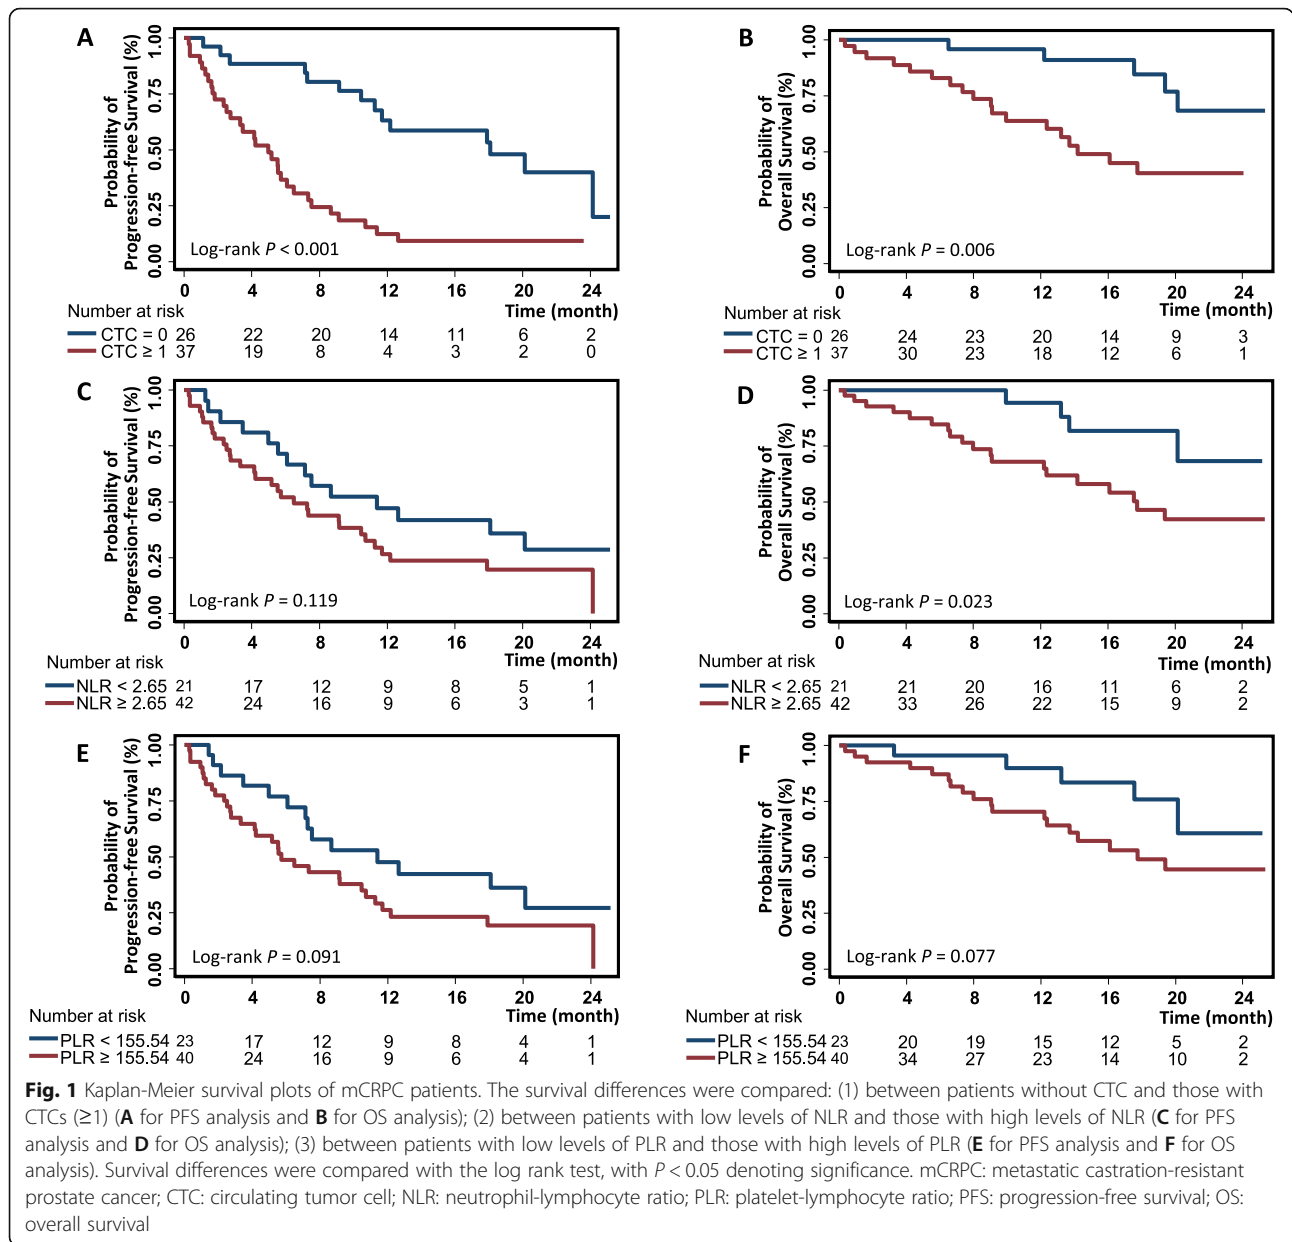 A
Probability of
Progression-free Survival (%)
1.00
0.75
0.50
0.25
0.00
Log-rank P < 0.001
0 4 8 12 16 20 24
Time (month)
Number at risk
CTC = 0 26 22 20 14 11 6 2
CTC ≥ 1 37 19 8 4 3 2 0
B
Probability of
Overall Survival (%)
1.00
0.75
0.50
0.25
0.00
Log-rank P = 0.006
0 4 8 12 16 20 24
Time (month)
Number at risk
CTC = 0 26 24 23 20 14 9 3
CTC ≥ 1 37 30 23 18 12 6 1
C
Probability of
Progression-free Survival (%)
1.00
0.75
0.50
0.25
0.00
Log-rank P = 0.119
0 4 8 12 16 20 24
Time (month)
Number at risk
NLR < 2.65 21 17 12 9 8 5 1
NLR ≥ 2.65 42 24 16 9 6 3 1
D
Probability of
Overall Survival (%)
1.00
0.75
0.50
0.25
0.00
Log-rank P = 0.023
0 4 8 12 16 20 24
Time (month)
Number at risk
NLR < 2.65 21 21 20 16 11 6 2
NLR ≥ 2.65 42 33 26 22 15 9 2
E
Probability of
Progression-free Survival (%)
1.00
0.75
0.50
0.25
0.00
Log-rank P = 0.091
0 4 8 12 16 20 24
Time (month)
Number at risk
PLR < 155.54 23 17 12 9 8 4 1
PLR ≥ 155.54 40 24 16 9 6 4 1
F
Probability of
Overall Survival (%)
1.00
0.75
0.50
0.25
0.00
Log-rank P = 0.077
0 4 8 12 16 20 24
Time (month)
Number at risk
PLR < 155.54 23 20 19 15 12 5 2
PLR ≥ 155.54 40 34 27 23 14 10 2
Fig. 1 Kaplan-Meier survival plots of mCRPC patients. The survival differences were compared: (1) between patients without CTC and those with
CTCs (≥1) (A for PFS analysis and B for OS analysis); (2) between patients with low levels of NLR and those with high levels of NLR (C for PFS
analysis and D for OS analysis); (3) between patients with low levels of PLR and those with high levels of PLR (E for PFS analysis and F for OS
analysis). Survival differences were compared with the log rank test, with P < 0.05 denoting significance. mCRPC: metastatic castration-resistant
prostate cancer; CTC: circulating tumor cell; NLR: neutrophil-lymphocyte ratio; PLR: platelet-lymphocyte ratio; PFS: progression-free survival; OS:
overall survival